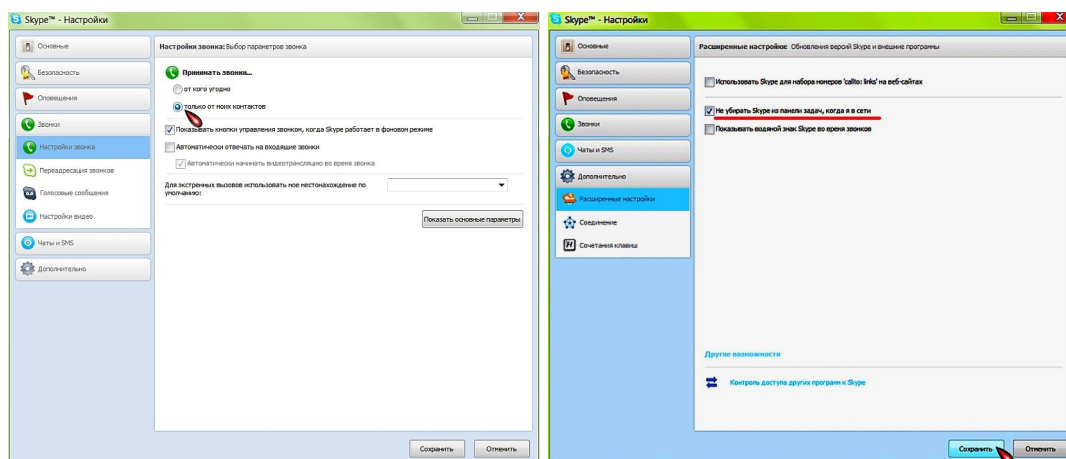 Skype™ - Настройки
Основные
Безопасность
Оповещения
Звонки
Настройки звонка
Переадресация звонков
Голосовые сообщения
Настройки видео
Чаты и SMS
Дополнительно
Настройки звонка: Выбор параметров звонка
Принимать звонки...
от кого угодно
только от моих контактов
Показывать кнопки управления звонком, когда Skype работает в фоновом режиме
Автоматически отвечать на входящие звонки
Автоматически начинать видеотрансляцию во время звонка
Для экстренных вызовов использовать мое местонахождение по
умолчанию:
Показать основные параметры
Сохранить
Отменить
Skype™ - Настройки
Основные
Безопасность
Оповещения
Звонки
Чаты и SMS
Дополнительно
Расширенные настройки
Соединение
Сочетания клавиш
Расширенные настройки: Обновления версий Skype и внешние программы
Использовать Skype для набора номеров 'callto: links' на веб-сайтах
Не убирать Skype из панели задач, когда я в сети
Показывать водяной знак Skype во время звонков
Другие возможности
Контроль доступа других программ к Skype
Сохранить
Отменить